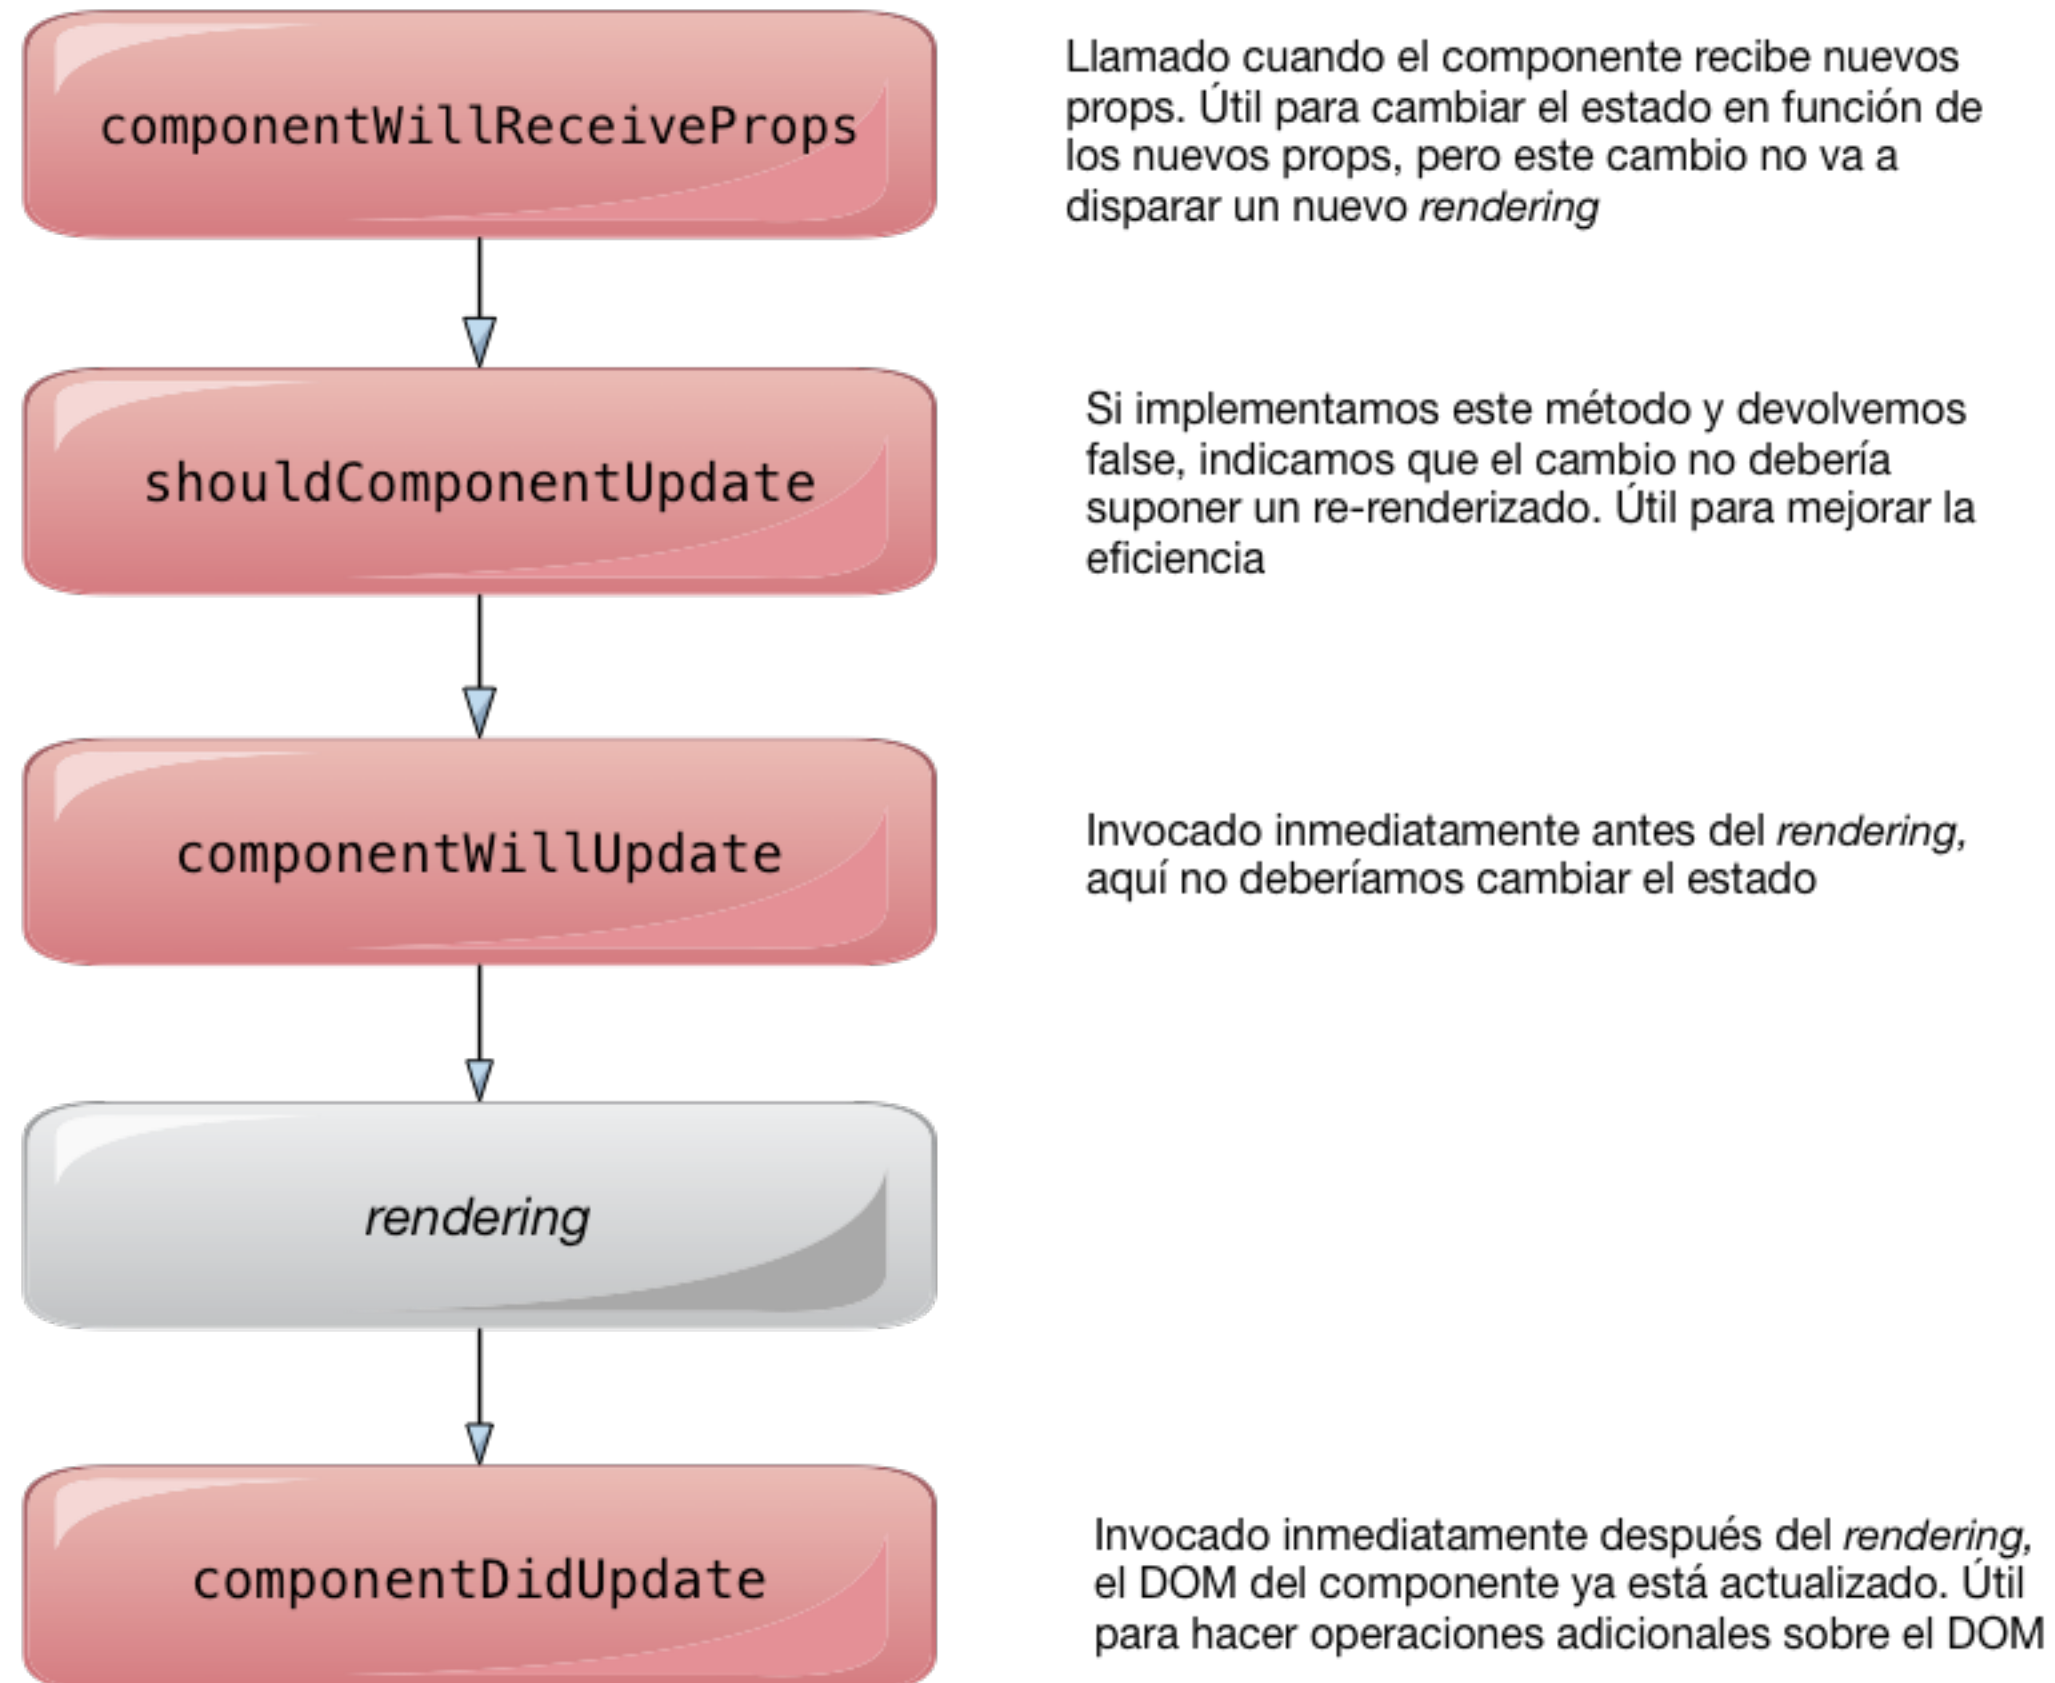 componentWillReceiveProps
Llamado cuando el componente recibe nuevos
props. Útil para cambiar el estado en función de
los nuevos props, pero este cambio no va a
disparar un nuevo rendering
shouldComponentUpdate
Si implementamos este método y devolvemos
false, indicamos que el cambio no debería
suponer un re-renderizado. Útil para mejorar la
eficiencia
componentWillUpdate
Invocado inmediatamente antes del rendering,
aquí no deberíamos cambiar el estado
rendering
componentDidUpdate
Invocado inmediatamente después del rendering,
el DOM del componente ya está actualizado. Útil
para hacer operaciones adicionales sobre el DOM